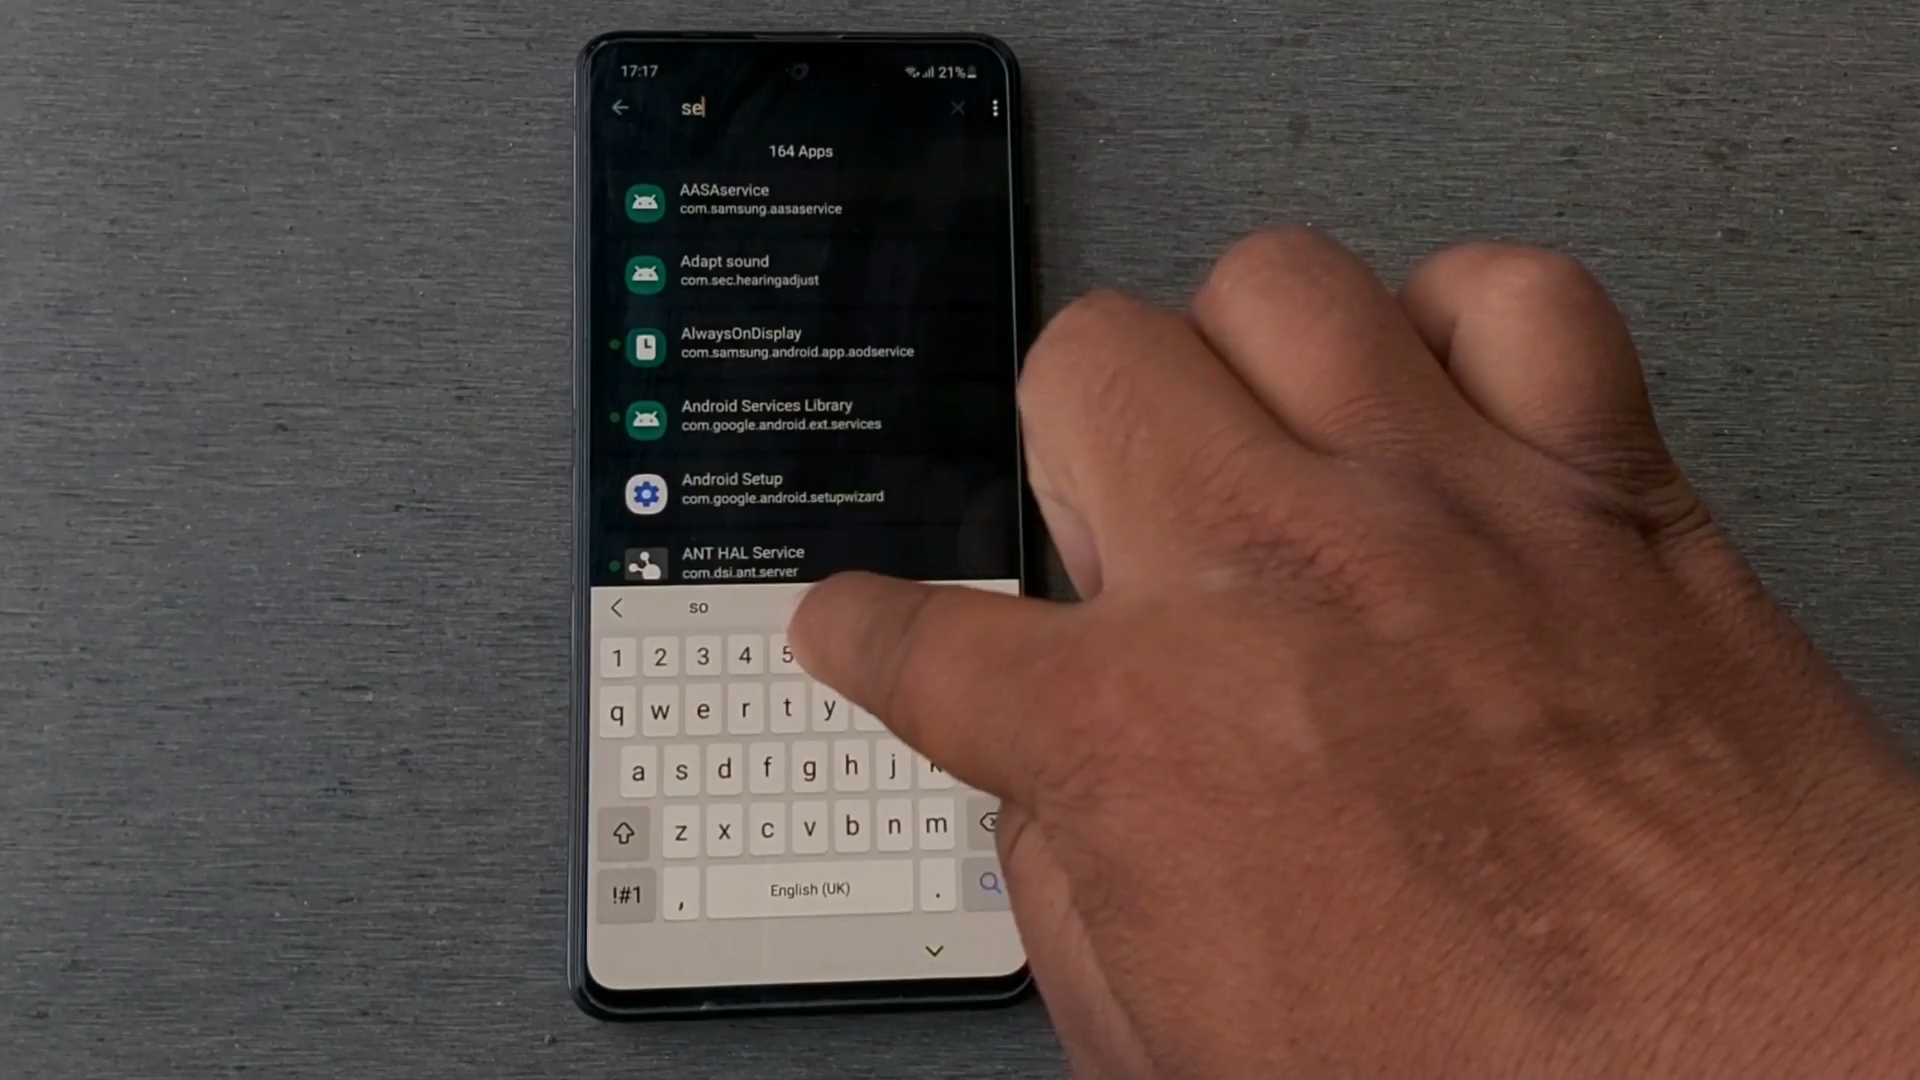 17:17 21%
se
164 Apps
AASAservice
com.samsung.aasaservice
Adapt sound
com.sec.hearingadjust
AlwaysOnDisplay
com.samsung.android.app.aodservice
Android Services Library
com.google.android.ext.services
Android Setup
com.google.android.setupwizard
ANT HAL Service
com.dsi.ant.server
so
1 2 3 4 5
q w e r t y
a s d f g h j
z x c v b n m
!#1 , English (UK) .